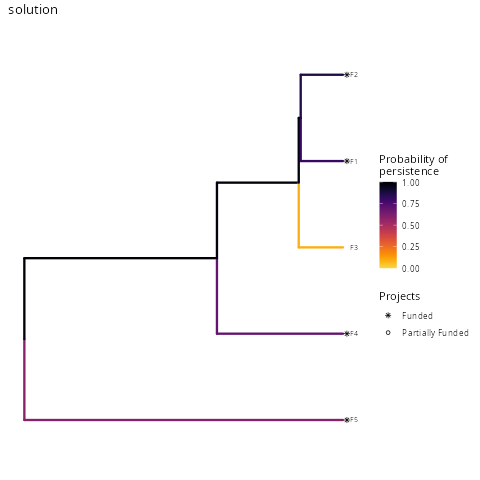 solution
F2
F1
F3
F4
F5
Probability of
persistence
1.00
0.75
0.50
0.25
0.00
Projects
Funded
Partially Funded